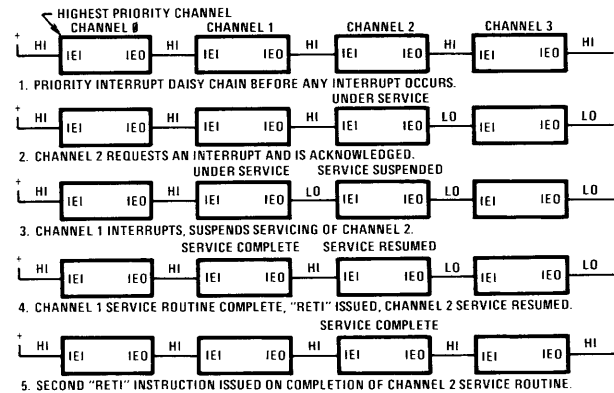 HIGHEST PRIORITY CHANNEL
CHANNEL 0 CHANNEL 1 CHANNEL 2 CHANNEL 3
+ HI IEI IEO HI IEI IEO HI IEI IEO HI IEI IEO HI
1. PRIORITY INTERRUPT DAISY CHAIN BEFORE ANY INTERRUPT OCCURS.
UNDER SERVICE
+ HI IEI IEO HI IEI IEO HI IEI IEO LO IEI IEO LO
2. CHANNEL 2 REQUESTS AN INTERRUPT AND IS ACKNOWLEDGED.
UNDER SERVICE SERVICE SUSPENDED
+ HI IEI IEO HI IEI IEO LO IEI IEO LO IEI IEO LO
3. CHANNEL 1 INTERRUPTS, SUSPENDS SERVICING OF CHANNEL 2.
SERVICE COMPLETE SERVICE RESUMED
+ HI IEI IEO HI IEI IEO HI IEI IEO LO IEI IEO LO
4. CHANNEL 1 SERVICE ROUTINE COMPLETE, "RETI" ISSUED, CHANNEL 2 SERVICE RESUMED.
SERVICE COMPLETE
+ HI IEI IEO HI IEI IEO HI IEI IEO HI IEI IEO HI
5. SECOND "RETI" INSTRUCTION ISSUED ON COMPLETION OF CHANNEL 2 SERVICE ROUTINE.